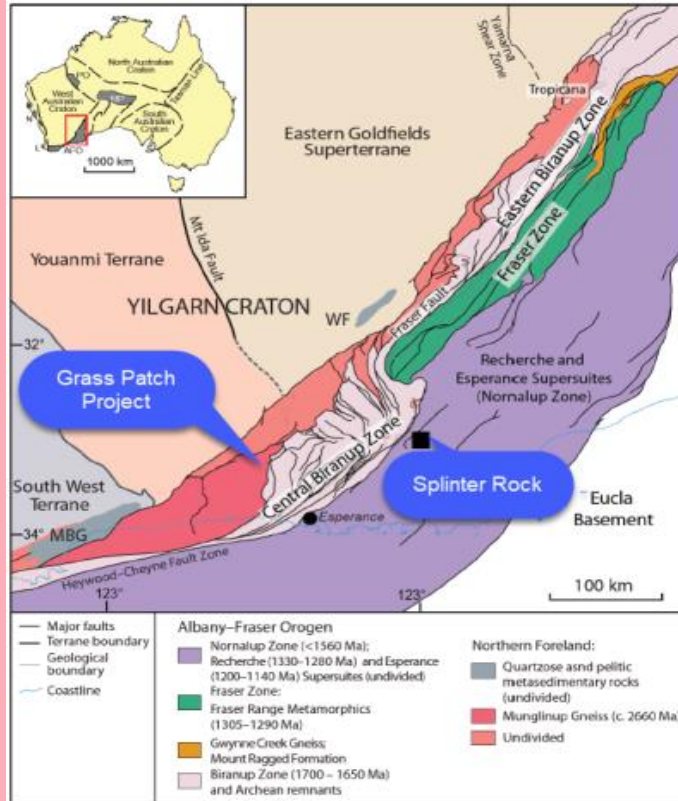 North Australian
Craton
West
Australian
Craton
South
Australian
Craton
Tasman Line
PO
AFO
1000 km
Yamarna
Shear Zone
Tropicana
Eastern Goldfields
Superterrane
Eastern Biranup Zone
Fraser Zone
Mt Ida Fault
Youanmi Terrane
YILGARN CRATON
WF
Fraser Fault
32°
Recherche and
Esperance Supersuites
(Nornalup Zone)
Grass Patch
Project
Central Biranup Zone
Splinter Rock
South West
Terrane
Eucla
Basement
34°
MBG
Esperance
Heywood–Cheyne Fault Zone
100 km
123°
123°
Major faults
Terrane boundary
Geological
boundary
Coastline
Albany–Fraser Orogen
Nornalup Zone (<1560 Ma);
Recherche (1330–1280 Ma) and Esperance
(1200–1140 Ma) Supersuites (undivided)
Fraser Zone:
Fraser Range Metamorphics
(1305–1290 Ma)
Gwynne Creek Gneiss;
Mount Ragged Formation
Biranup Zone (1700 – 1650 Ma)
and Archean remnants
Northern Foreland:
Quartzose asnd pelitic
metasedimentary rocks
(undivided)
Munglinup Gneiss (c. 2660 Ma)
Undivided